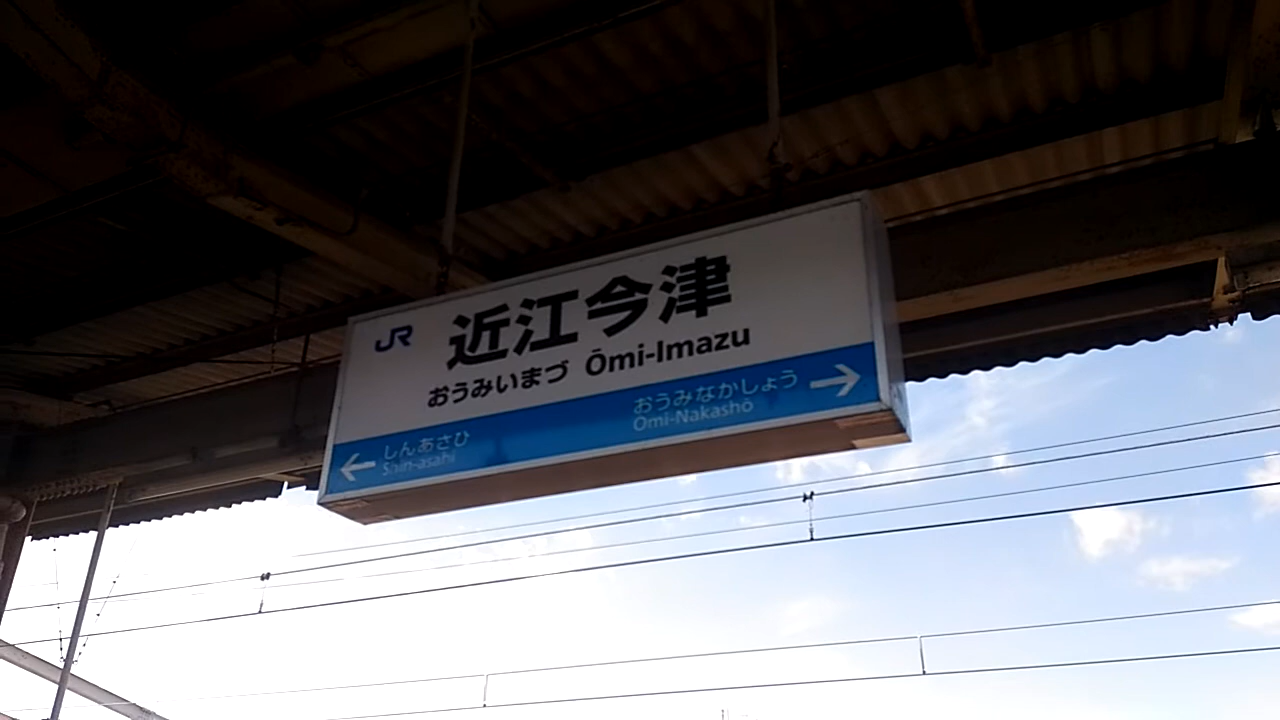 JR
近江今津
おうみいまづ Ōmi-Imazu
← しんあさひ
Shin-asahi
おうみなかしょう →
Ōmi-Nakashō